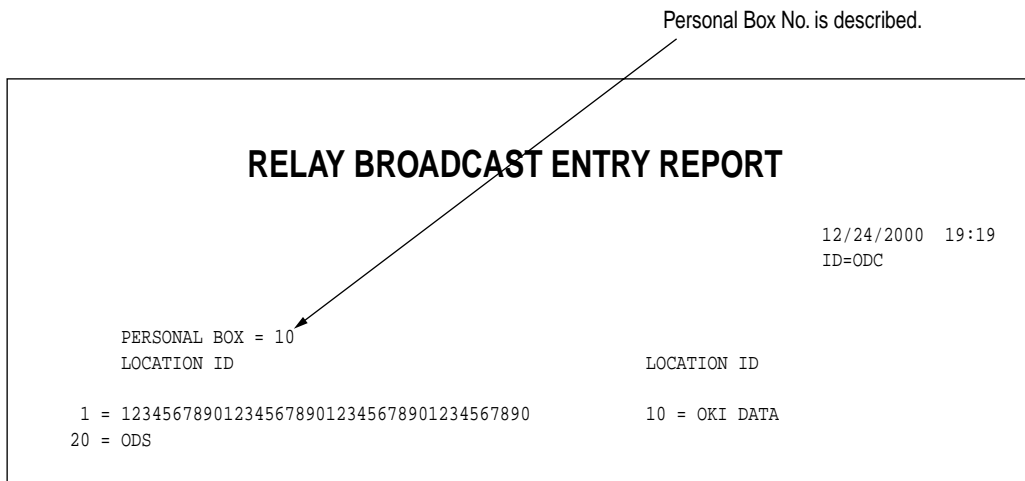 Personal Box No. is described.
RELAY BROADCAST ENTRY REPORT
12/24/2000 19:19
ID=ODC
PERSONAL BOX = 10
LOCATION ID LOCATION ID
1 = 1234567890123456789012345678901234567890 10 = OKI DATA
20 = ODS